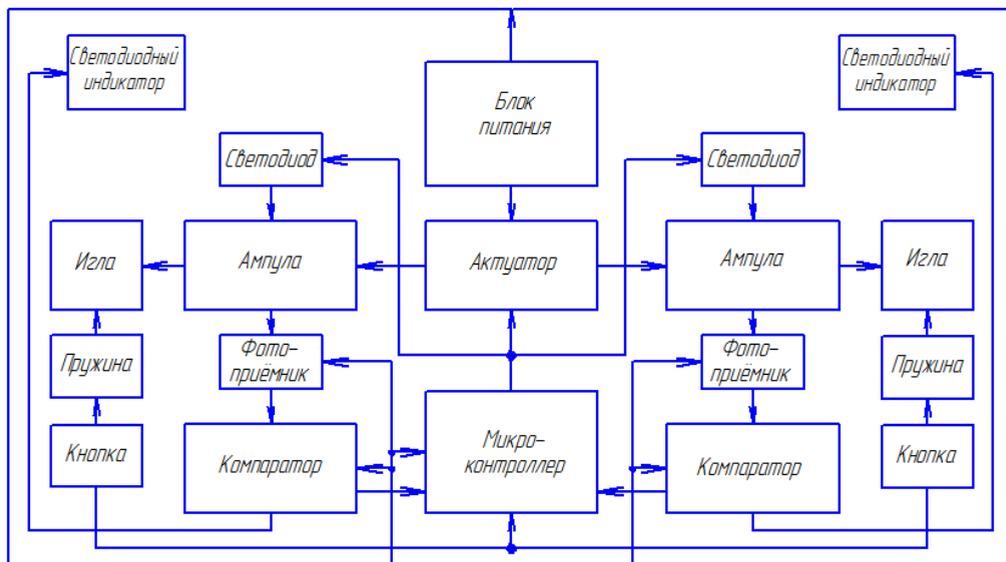 Светодиодный
индикатор
Светодиодный
индикатор
Блок
питания
Светодиод
Светодиод
Игла
Ампула
Актуатор
Ампула
Игла
Пружина
Фото-
приёмник
Фото-
приёмник
Пружина
Кнопка
Компаратор
Микро-
контроллер
Компаратор
Кнопка